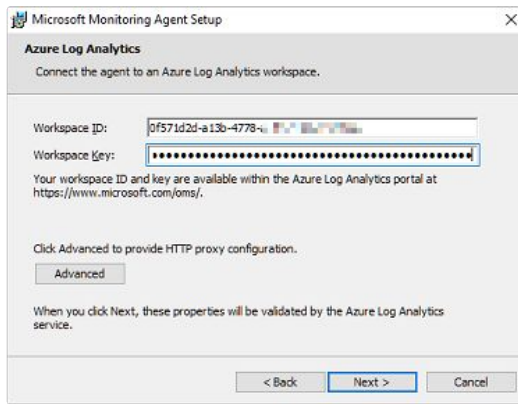 Microsoft Monitoring Agent Setup
Azure Log Analytics
Connect the agent to an Azure Log Analytics workspace.
Workspace ID: 0f571d2d-a13b-4778-
Workspace Key: ●●●●●●●●●●●●●●●●●●●●●●●●●●●●●●●●●●●●●●●●●●●●●●●●●●
Your workspace ID and key are available within the Azure Log Analytics portal at
https://www.microsoft.com/oms/.
Click Advanced to provide HTTP proxy configuration.
Advanced
When you click Next, these properties will be validated by the Azure Log Analytics
service.
< Back Next > Cancel